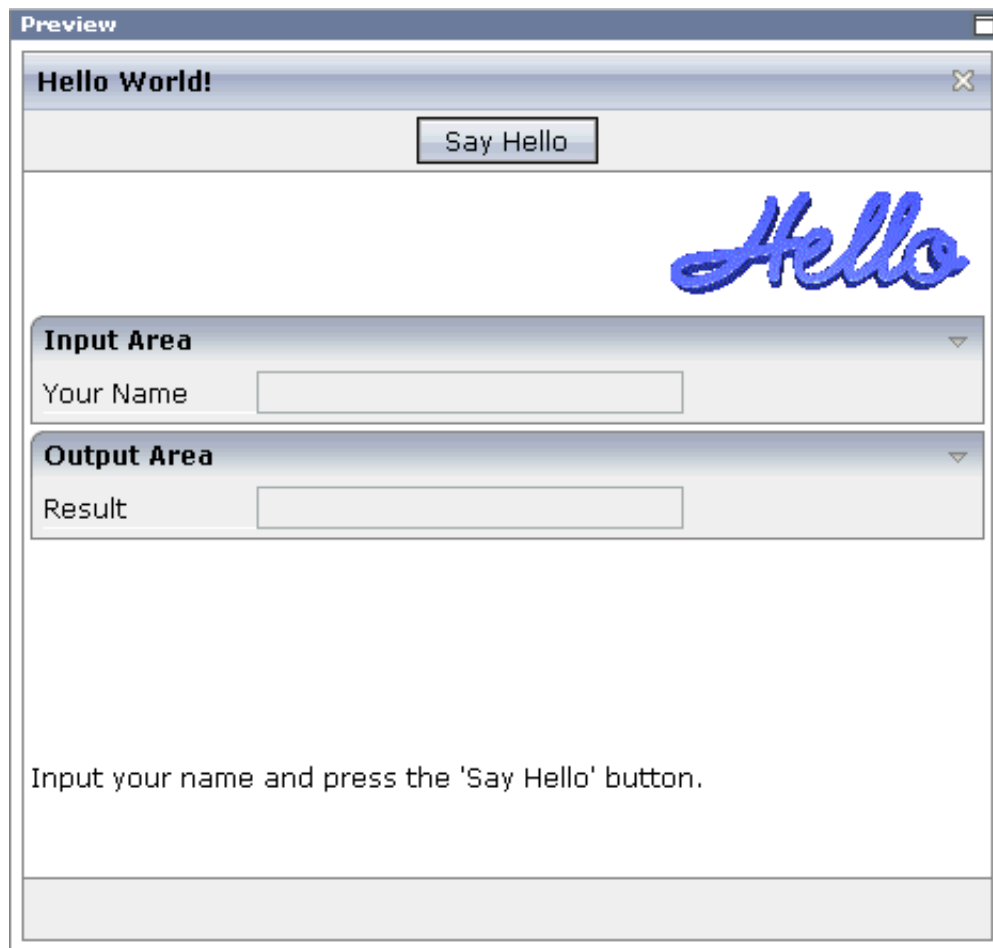 Preview
Hello World!
Say Hello
Hello
Input Area
Your Name
Output Area
Result
Input your name and press the 'Say Hello' button.